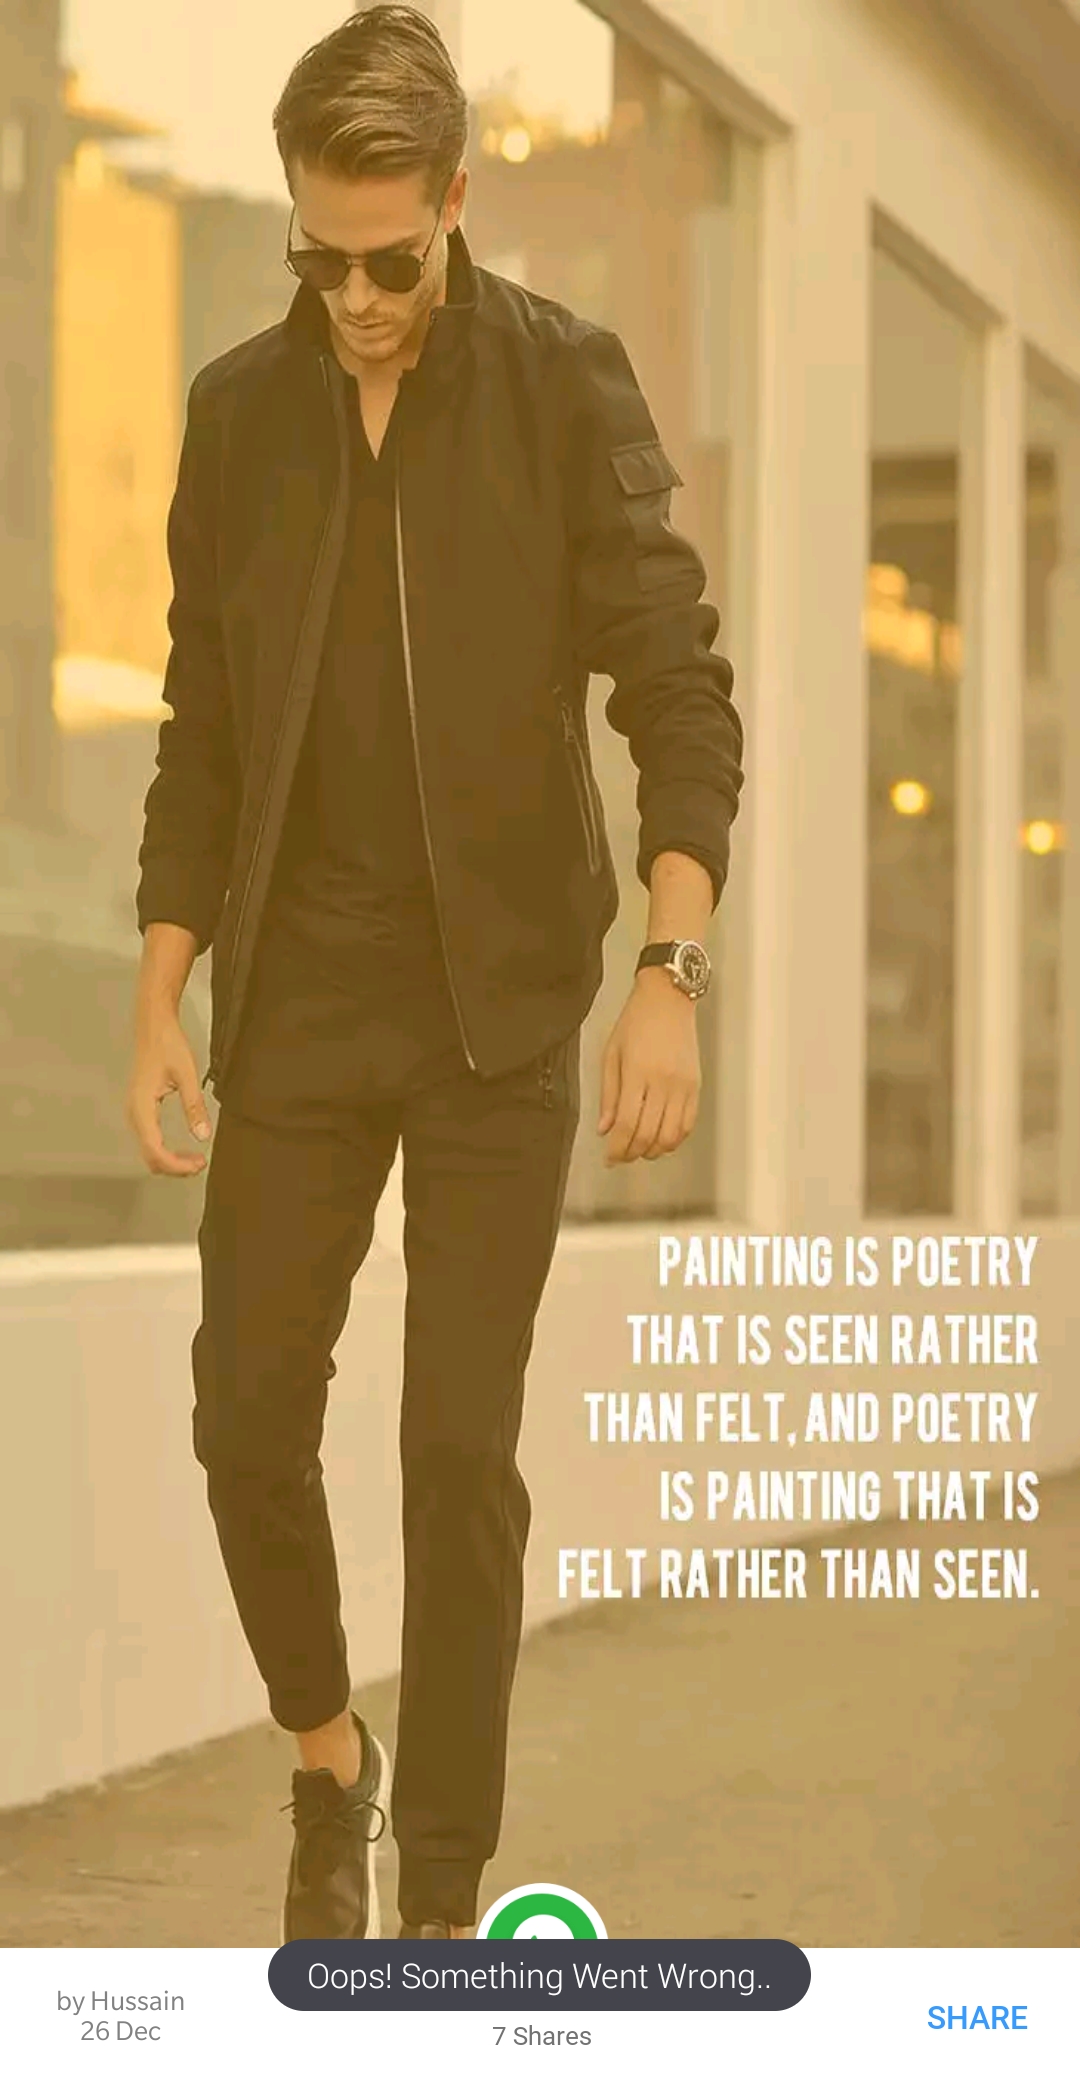 PAINTING IS POETRY
THAT IS SEEN RATHER
THAN FELT, AND POETRY
IS PAINTING THAT IS
FELT RATHER THAN SEEN.
Oops! Something Went Wrong..
by Hussain
26 Dec
7 Shares
SHARE